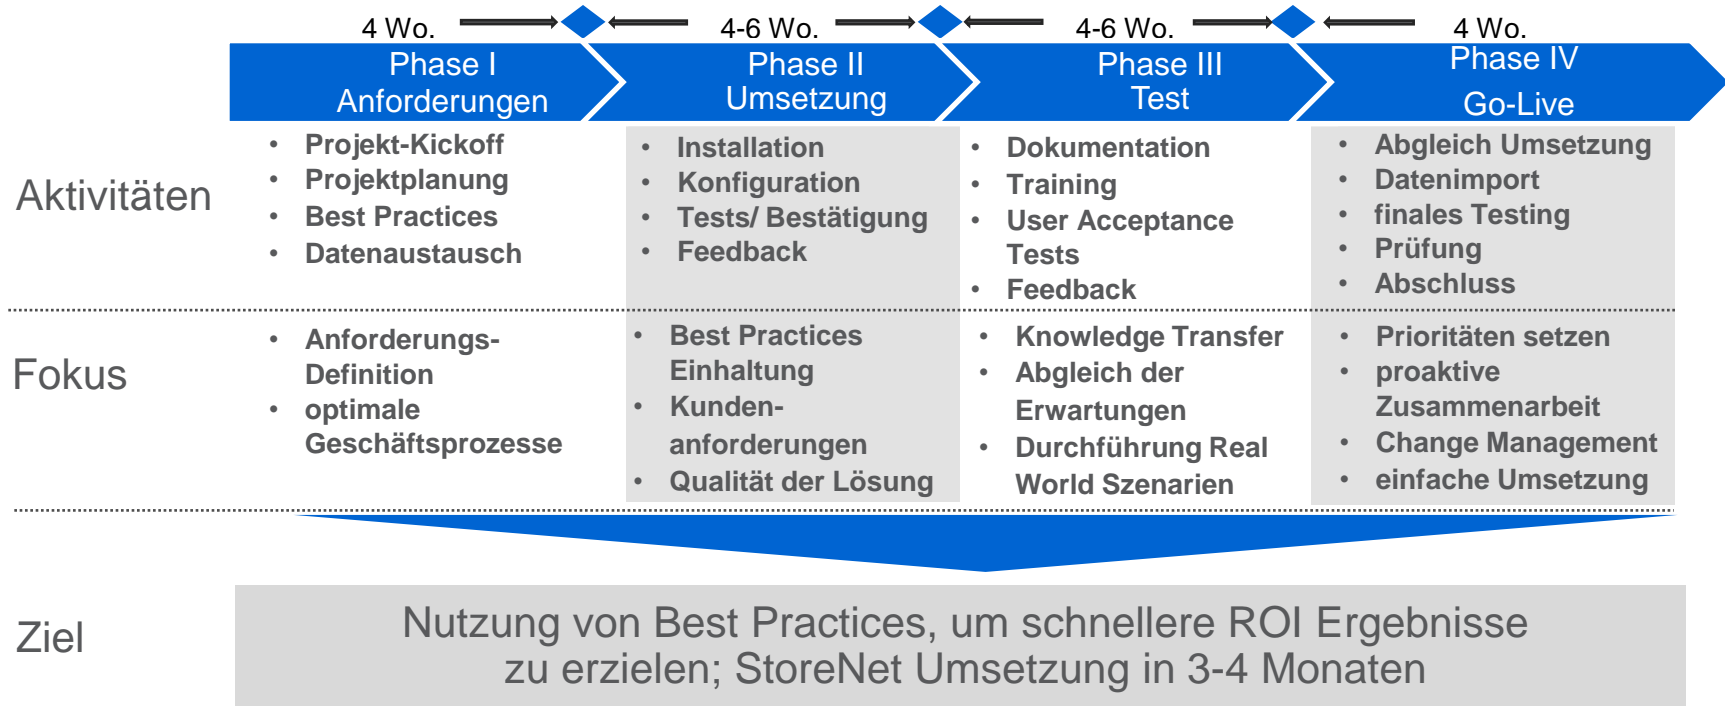 4 Wo.
4-6 Wo.
4-6 Wo.
4 Wo.
Phase I
Anforderungen
Phase II
Umsetzung
Phase III
Test
Phase IV
Go-Live
Aktivitäten
• Projekt-Kickoff
• Projektplanung
• Best Practices
• Datenaustausch
• Installation
• Konfiguration
• Tests/ Bestätigung
• Feedback
• Dokumentation
• Training
• User Acceptance
Tests
• Feedback
• Abgleich Umsetzung
• Datenimport
• finales Testing
• Prüfung
• Abschluss
Fokus
• Anforderungs-
Definition
• optimale
Geschäftsprozesse
• Best Practices
Einhaltung
• Kunden-
anforderungen
• Qualität der Lösung
• Knowledge Transfer
• Abgleich der
Erwartungen
• Durchführung Real
World Szenarien
• Prioritäten setzen
• proaktive
Zusammenarbeit
• Change Management
• einfache Umsetzung
Ziel
Nutzung von Best Practices, um schnellere ROI Ergebnisse
zu erzielen; StoreNet Umsetzung in 3-4 Monaten